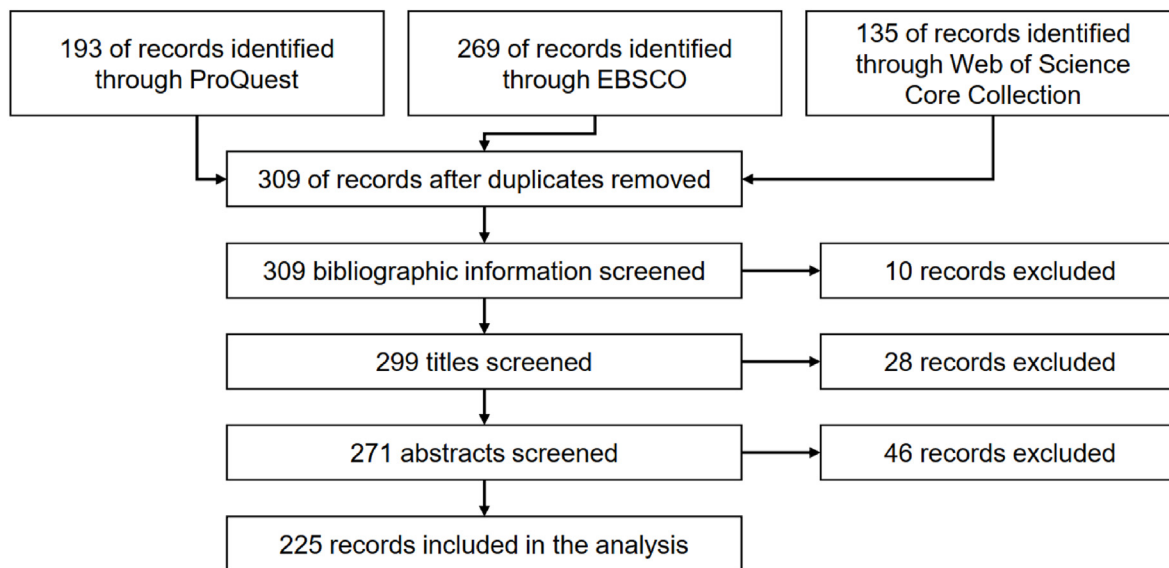 193 of records identified
through ProQuest
269 of records identified
through EBSCO
135 of records identified
through Web of Science
Core Collection
309 of records after duplicates removed
309 bibliographic information screened
10 records excluded
299 titles screened
28 records excluded
271 abstracts screened
46 records excluded
225 records included in the analysis